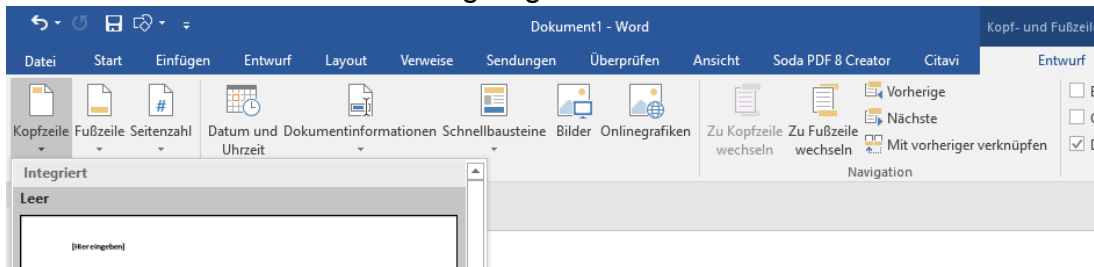 Dokument1 - Word
Kopf- und Fußzeile
Datei Start Einfügen Entwurf Layout Verweise Sendungen Überprüfen Ansicht Soda PDF 8 Creator Citavi Entwurf
Kopfzeile Fußzeile Seitenzahl Datum und Uhrzeit Dokumentinformationen Schnellbausteine Bilder Onlinegrafiken Zu Kopfzeile wechseln Zu Fußzeile wechseln
Vorherige
Nächste
Mit vorheriger verknüpfen
Navigation
Integriert
Leer
[Hier eingeben]